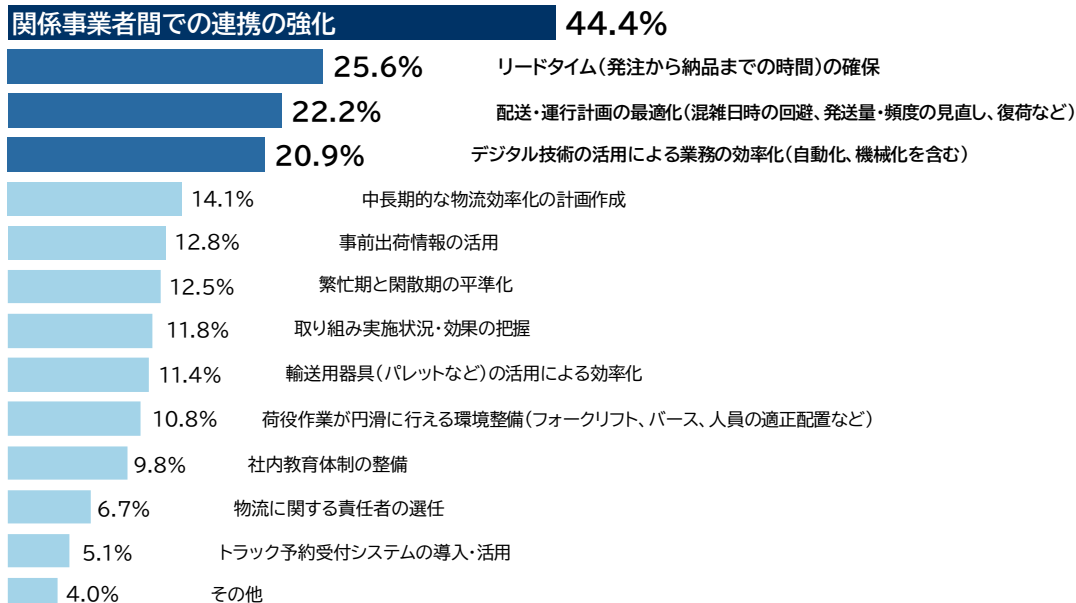 関係事業者間での連携の強化 44.4%
25.6% リードタイム(発注から納品までの時間)の確保
22.2% 配送・運行計画の最適化(混雑日時の回避、発送量・頻度の見直し、復荷など)
20.9% デジタル技術の活用による業務の効率化(自動化、機械化を含む)
14.1% 中長期的な物流効率化の計画作成
12.8% 事前出荷情報の活用
12.5% 繁忙期と閑散期の平準化
11.8% 取り組み実施状況・効果の把握
11.4% 輸送用器具(パレットなど)の活用による効率化
10.8% 荷役作業が円滑に行える環境整備(フォークリフト、バース、人員の適正配置など)
9.8% 社内教育体制の整備
6.7% 物流に関する責任者の選任
5.1% トラック予約受付システムの導入・活用
4.0% その他